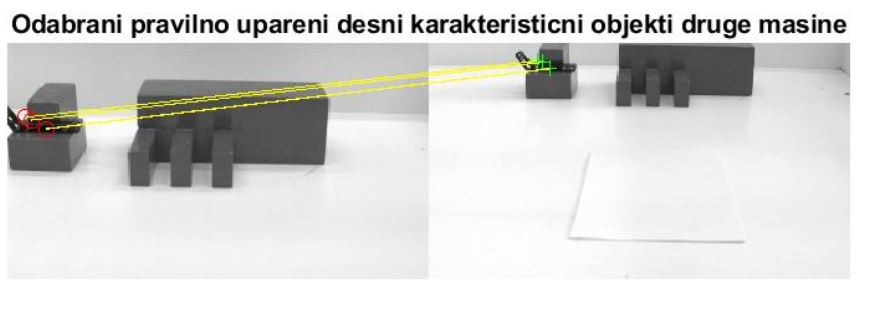 Odabrani pravilno upareni desni karakteristicni objekti druge masine